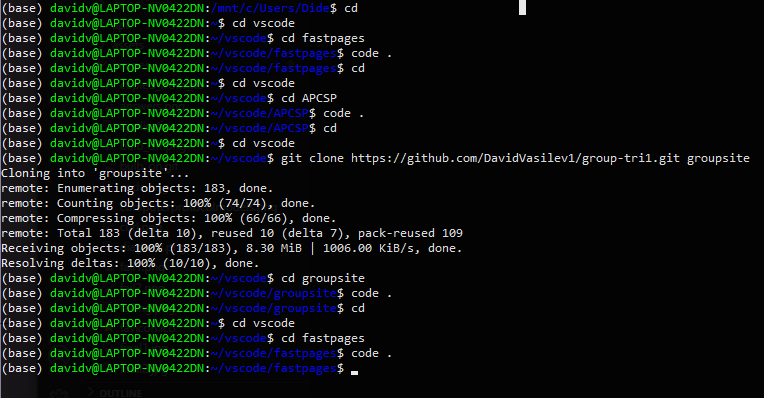 (base) davidv@LAPTOP-NV0422DN:/mnt/c/Users/Dide$ cd
(base) davidv@LAPTOP-NV0422DN:~$ cd vscode
(base) davidv@LAPTOP-NV0422DN:~/vscode$ cd fastpages
(base) davidv@LAPTOP-NV0422DN:~/vscode/fastpages$ code .
(base) davidv@LAPTOP-NV0422DN:~/vscode/fastpages$ cd
(base) davidv@LAPTOP-NV0422DN:~$ cd vscode
(base) davidv@LAPTOP-NV0422DN:~/vscode$ cd APCSP
(base) davidv@LAPTOP-NV0422DN:~/vscode/APCSP$ code .
(base) davidv@LAPTOP-NV0422DN:~/vscode/APCSP$ cd
(base) davidv@LAPTOP-NV0422DN:~$ cd vscode
(base) davidv@LAPTOP-NV0422DN:~/vscode$ git clone https://github.com/DavidVasilev1/group-tri1.git groupsite
Cloning into 'groupsite'...
remote: Enumerating objects: 183, done.
remote: Counting objects: 100% (74/74), done.
remote: Compressing objects: 100% (66/66), done.
remote: Total 183 (delta 10), reused 10 (delta 7), pack-reused 109
Receiving objects: 100% (183/183), 8.30 MiB | 1006.00 KiB/s, done.
Resolving deltas: 100% (10/10), done.
(base) davidv@LAPTOP-NV0422DN:~/vscode$ cd groupsite
(base) davidv@LAPTOP-NV0422DN:~/vscode/groupsite$ code .
(base) davidv@LAPTOP-NV0422DN:~/vscode/groupsite$ cd
(base) davidv@LAPTOP-NV0422DN:~$ cd vscode
(base) davidv@LAPTOP-NV0422DN:~/vscode$ cd fastpages
(base) davidv@LAPTOP-NV0422DN:~/vscode/fastpages$ code .
(base) davidv@LAPTOP-NV0422DN:~/vscode/fastpages$
OUTLINE